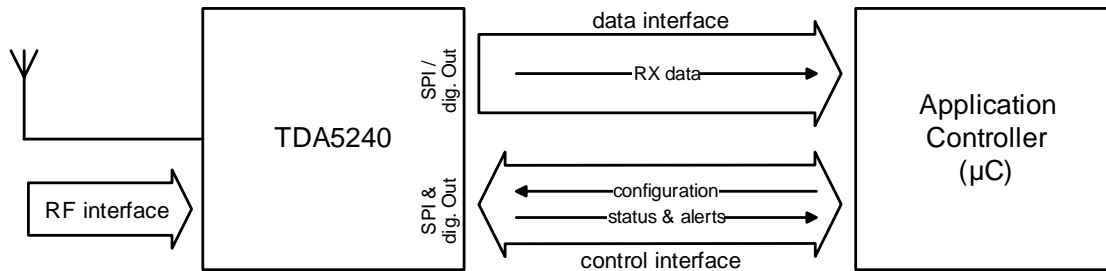 data interface
SPI /
dig. Out
RX data
TDA5240
Application
Controller
(µC)
RF interface
SPI &
dig. Out
configuration
status & alerts
control interface